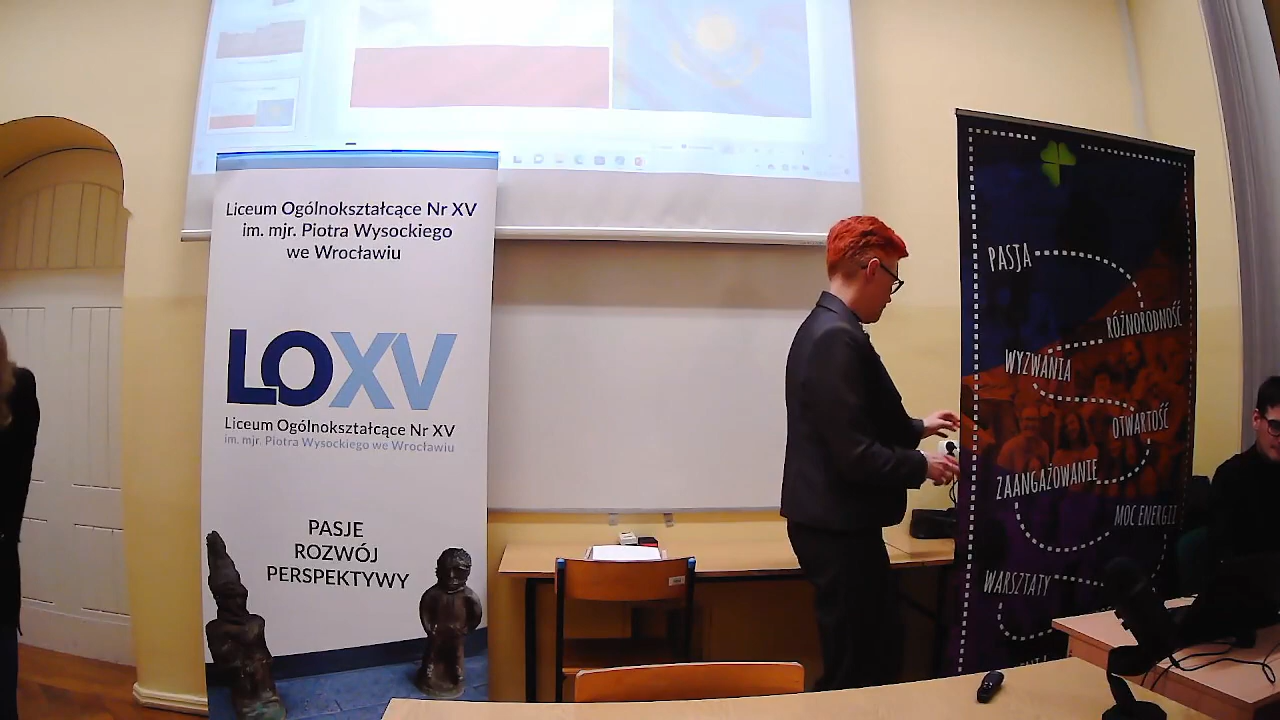 Liceum Ogólnokształcące Nr XV
im. mjr. Piotra Wysockiego
we Wrocławiu
LOXV
Liceum Ogólnokształcące Nr XV
im. mjr. Piotra Wysockiego we Wrocławiu
PASJE
ROZWÓJ
PERSPEKTYWY
PASJA
RÓŻNORODNOŚĆ
WYZWANIA
OTWARTOŚĆ
ZAANGAŻOWANIE
MOC ENERGII
WARSZTATY